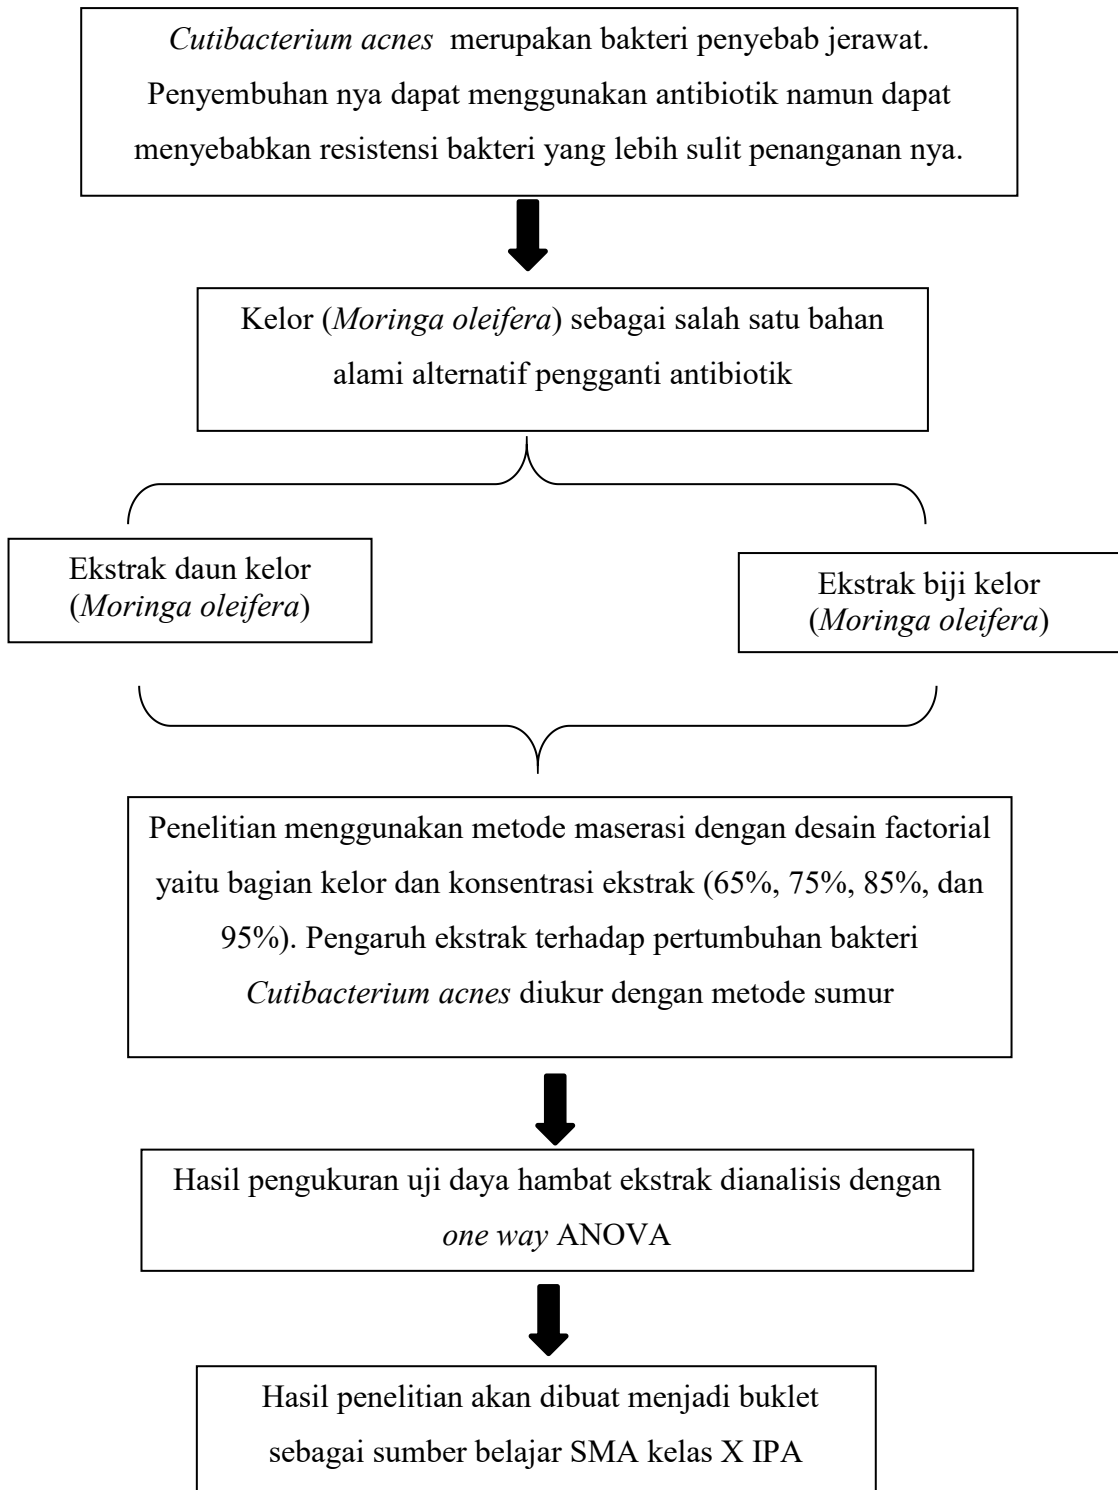 Cutibacterium acnes merupakan bakteri penyebab jerawat.
Penyembuhan nya dapat menggunakan antibiotik namun dapat
menyebabkan resistensi bakteri yang lebih sulit penanganan nya.
Kelor (Moringa oleifera) sebagai salah satu bahan
alami alternatif pengganti antibiotik
Ekstrak daun kelor
(Moringa oleifera)
Ekstrak biji kelor
(Moringa oleifera)
Penelitian menggunakan metode maserasi dengan desain factorial
yaitu bagian kelor dan konsentrasi ekstrak (65%, 75%, 85%, dan
95%). Pengaruh ekstrak terhadap pertumbuhan bakteri
Cutibacterium acnes diukur dengan metode sumur
Hasil pengukuran uji daya hambat ekstrak dianalisis dengan
one way ANOVA
Hasil penelitian akan dibuat menjadi buklet
sebagai sumber belajar SMA kelas X IPA